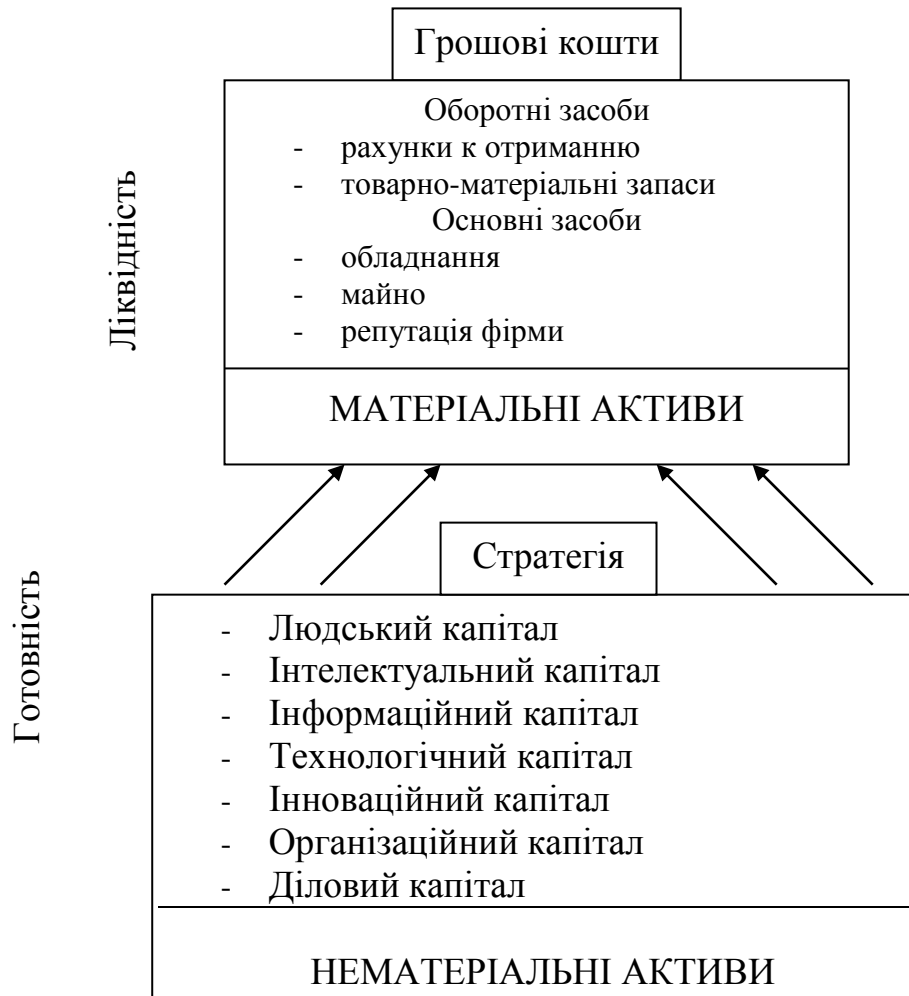 Грошові кошти
Оборотні засоби
- рахунки к отриманню
- товарно-матеріальні запаси
Основні засоби
- обладнання
- майно
- репутація фірми
МАТЕРІАЛЬНІ АКТИВИ
Ліквідність
Стратегія
- Людський капітал
- Інтелектуальний капітал
- Інформаційний капітал
- Технологічний капітал
- Інноваційний капітал
- Організаційний капітал
- Діловий капітал
НЕМАТЕРІАЛЬНІ АКТИВИ
Готовність